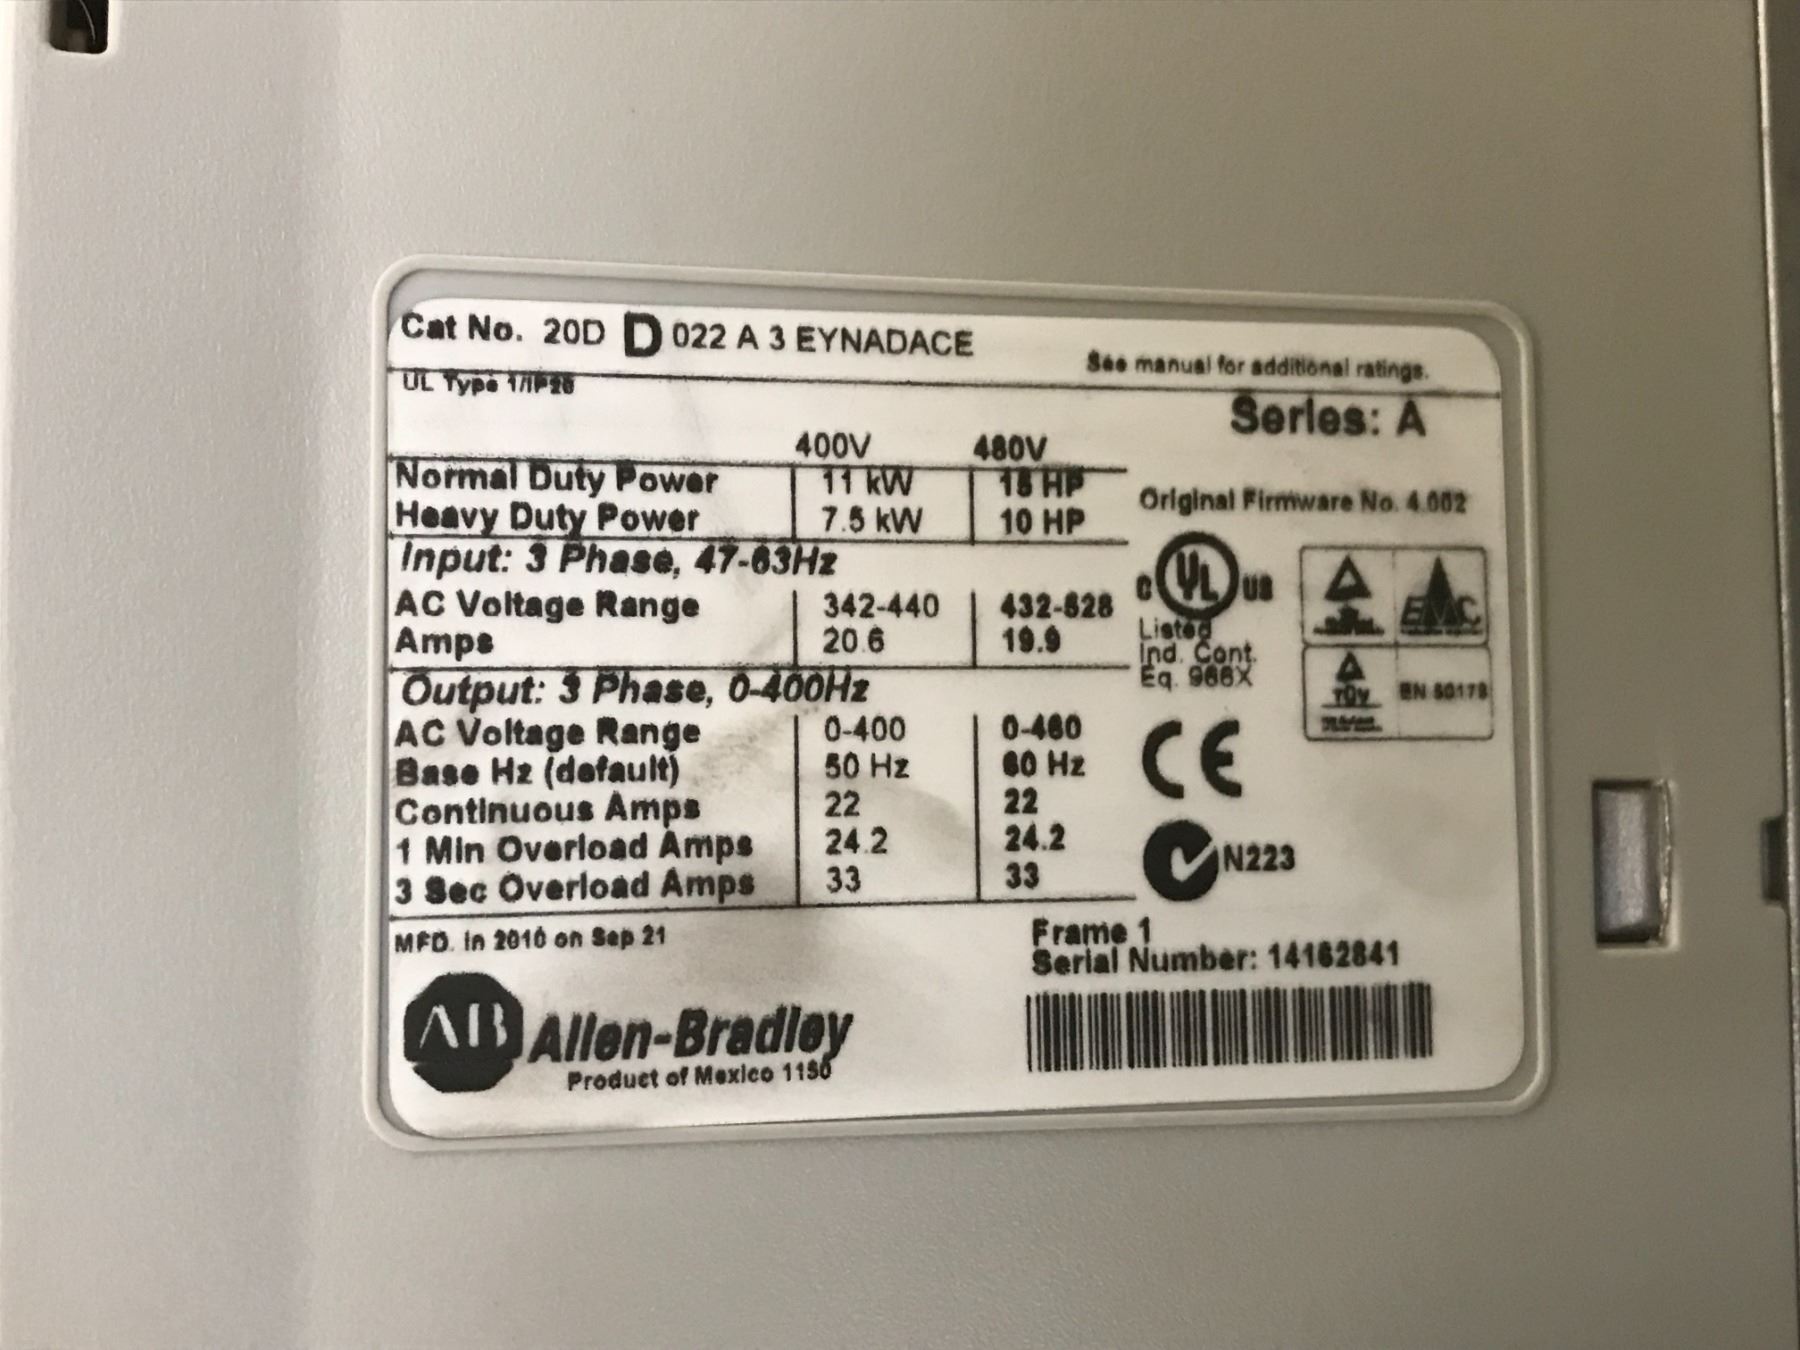 Cat No. 20D D 022 A 3 EYNADACE
See manual for additional ratings.
UL Type 1/IP20
Series: A
400V 480V
Normal Duty Power 11 kW 15 HP
Heavy Duty Power 7.5 kW 10 HP
Original Firmware No. 4.002
Input: 3 Phase, 47-63Hz
AC Voltage Range 342-440 432-528
Amps 20.6 19.9
C UL US
Listed
Ind. Cont.
Eq. 966X
EMC
TÜV
EN 50178
Output: 3 Phase, 0-400Hz
AC Voltage Range 0-400 0-460
Base Hz (default) 50 Hz 60 Hz
Continuous Amps 22 22
1 Min Overload Amps 24.2 24.2
3 Sec Overload Amps 33 33
CE
N223
MFD. in 2010 on Sep 21
Frame 1
Serial Number: 14162841
AB Allen-Bradley
Product of Mexico 1150